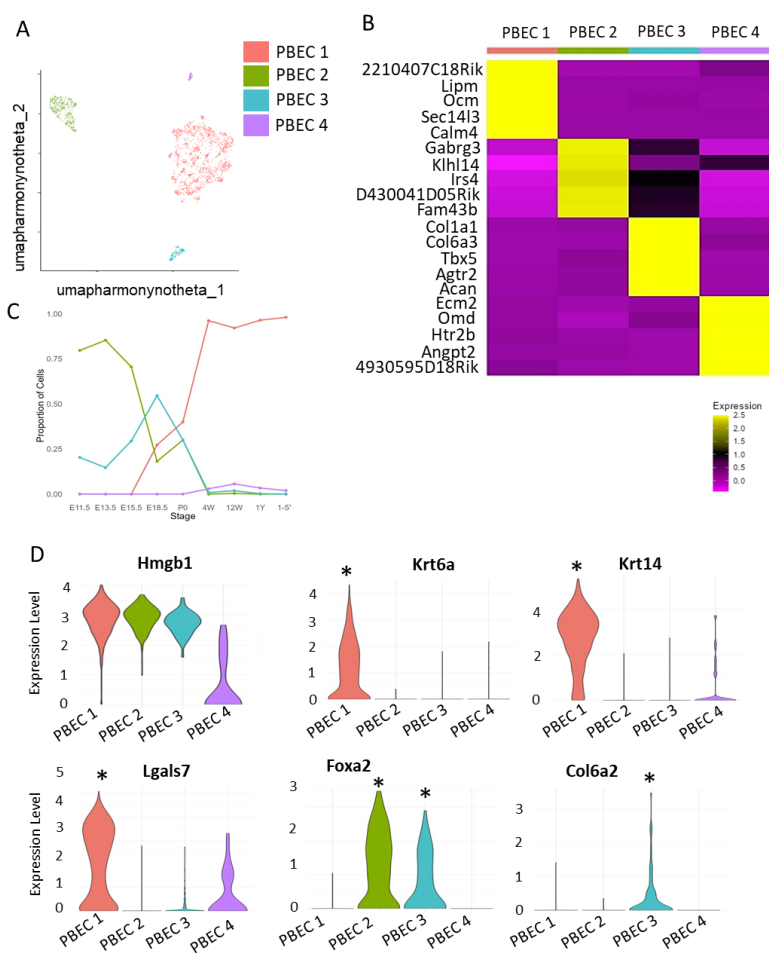 A
PBEC 1
PBEC 2
PBEC 3
PBEC 4
umapharmonynotheta_2
umapharmonynotheta_1
B
PBEC 1 PBEC 2 PBEC 3 PBEC 4
2210407C18Rik
Lipm
Ocm
Sec14l3
Calm4
Gabrg3
Klhl14
Irs4
D430041D05Rik
Fam43b
Col1a1
Col6a3
Tbx5
Agtr2
Acan
Ecm2
Omd
Htr2b
Angpt2
4930595D18Rik
Expression
2.5
2.0
1.5
1.0
0.5
0.0
C
1.00
0.75
0.50
0.25
0.00
Proportion of Cells
E11.5 E13.5 E15.5 E18.5 P0 4W 12W 1Y 1-5'
Stage
D
Hmgb1
Expression Level
4
3
2
1
0
PBEC 1 PBEC 2 PBEC 3 PBEC 4
Krt6a
*
4
3
2
1
0
PBEC 1 PBEC 2 PBEC 3 PBEC 4
Krt14
*
4
2
0
PBEC 1 PBEC 2 PBEC 3 PBEC 4
Lgals7
*
Expression Level
5
4
3
2
1
0
PBEC 1 PBEC 2 PBEC 3 PBEC 4
Foxa2
* *
3
2
1
0
PBEC 1 PBEC 2 PBEC 3 PBEC 4
Col6a2
*
3
2
1
0
PBEC 1 PBEC 2 PBEC 3 PBEC 4